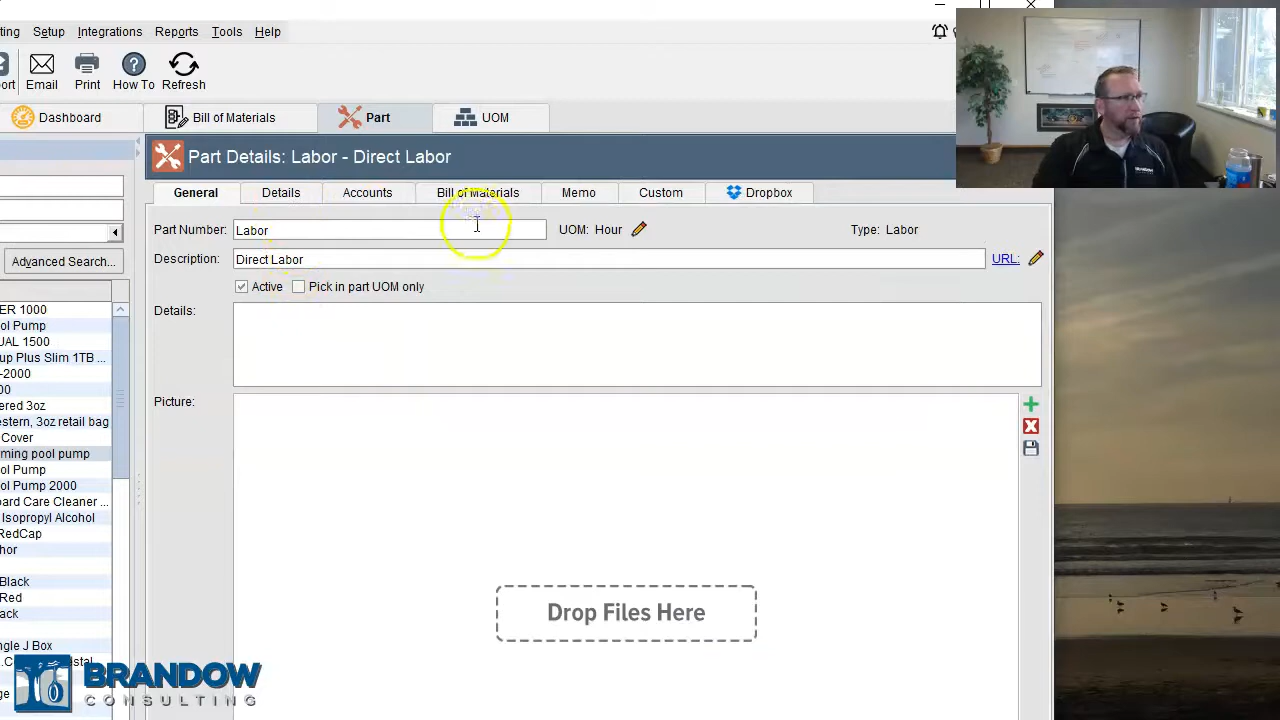 ting Setup Integrations Reports Tools Help
ort Email Print How To Refresh
Dashboard Bill of Materials Part UOM
Part Details: Labor - Direct Labor
General Details Accounts Bill of Materials Memo Custom Dropbox
Part Number: Labor UOM: Hour Type: Labor
Description: Direct Labor URL:
Active Pick in part UOM only
Details:
Picture:
Drop Files Here
Advanced Search...
ER 1000
ol Pump
UAL 1500
up Plus Slim 1TB ...
-2000
00
ered 3oz
estern, 3oz retail bag
Cover
ming pool pump
ol Pump
ol Pump 2000
oard Care Cleaner ...
Isopropyl Alcohol
RedCap
hor
Black
Red
ack
ngle J Box
BRANDOW
CONSULTING